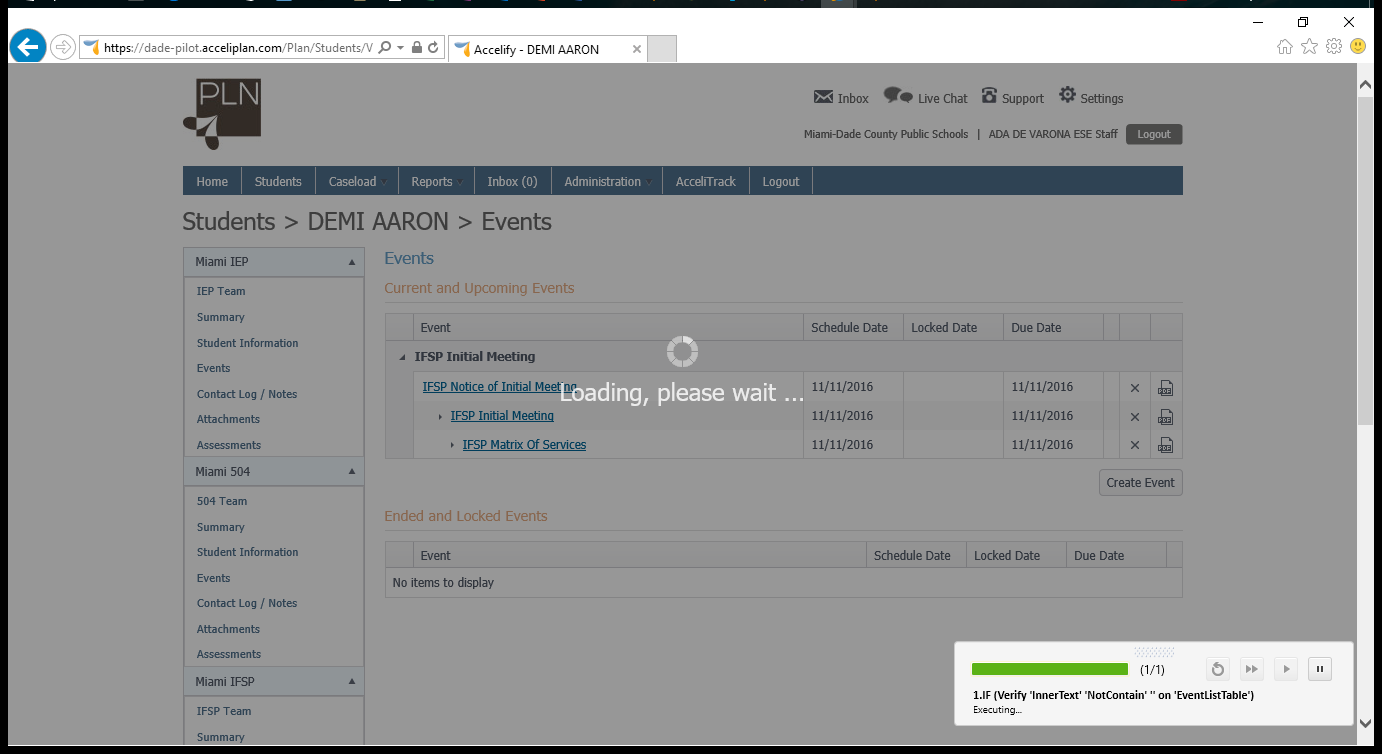 https://dade-pilot.acceliplan.com/Plan/Students/V
Accelify - DEMI AARON
PLN
Inbox Live Chat Support Settings
Miami-Dade County Public Schools | ADA DE VARONA ESE Staff Logout
Home Students Caseload Reports Inbox (0) Administration AcceliTrack Logout
Students > DEMI AARON > Events
Miami IEP
IEP Team
Summary
Student Information
Events
Contact Log / Notes
Attachments
Assessments
Miami 504
504 Team
Summary
Student Information
Events
Contact Log / Notes
Attachments
Assessments
Miami IFSP
IFSP Team
Summary
Events
Current and Upcoming Events
Event Schedule Date Locked Date Due Date
IFSP Initial Meeting
IFSP Notice of Initial Meeting 11/11/2016 11/11/2016
Loading, please wait ...
IFSP Initial Meeting 11/11/2016 11/11/2016
IFSP Matrix Of Services 11/11/2016 11/11/2016
Create Event
Ended and Locked Events
Event Schedule Date Locked Date Due Date
No items to display
(1/1)
1.IF (Verify 'InnerText' 'NotContain' '' on 'EventListTable')
Executing...